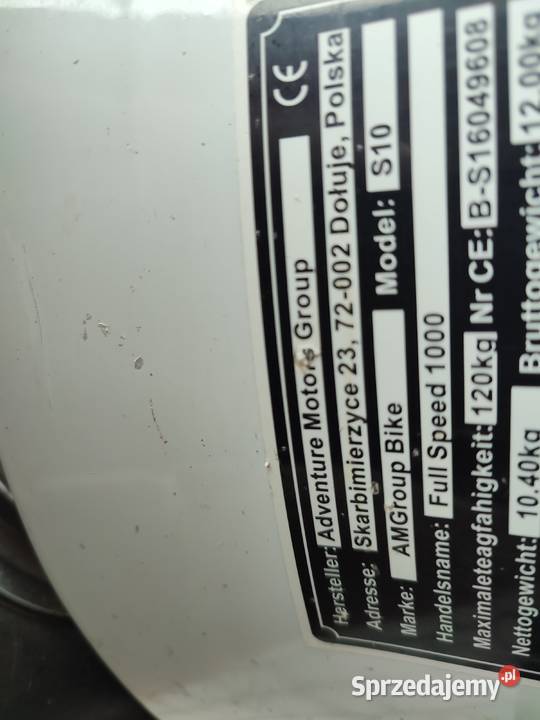 CE
Hersteller: Adventure Motors Group
Adresse: Skarbimierzyce 23, 72-002 Dołuje, Polska
Marke: AMGroup Bike Model: S10
Handelsname: Full Speed 1000
Maximaleteagfahigkeit: 120kg Nr CE: B-S16049608
Nettogewicht: 10.40kg Bruttogewicht: 12.00kg
Sprzedajemy.pl